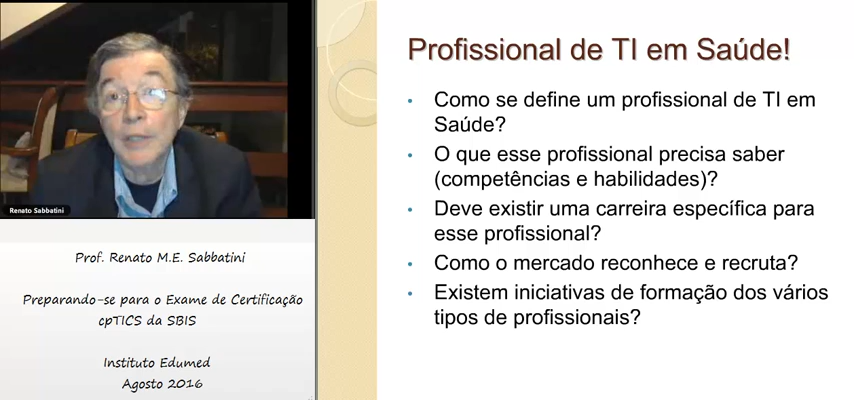 Renato Sabbatini
Prof. Renato M.E. Sabbatini
Preparando-se para o Exame de Certificação
cpTICS da SBIS
Instituto Edumed
Agosto 2016
Profissional de TI em Saúde!
• Como se define um profissional de TI em
Saúde?
• O que esse profissional precisa saber
(competências e habilidades)?
• Deve existir uma carreira específica para
esse profissional?
• Como o mercado reconhece e recruta?
• Existem iniciativas de formação dos vários
tipos de profissionais?